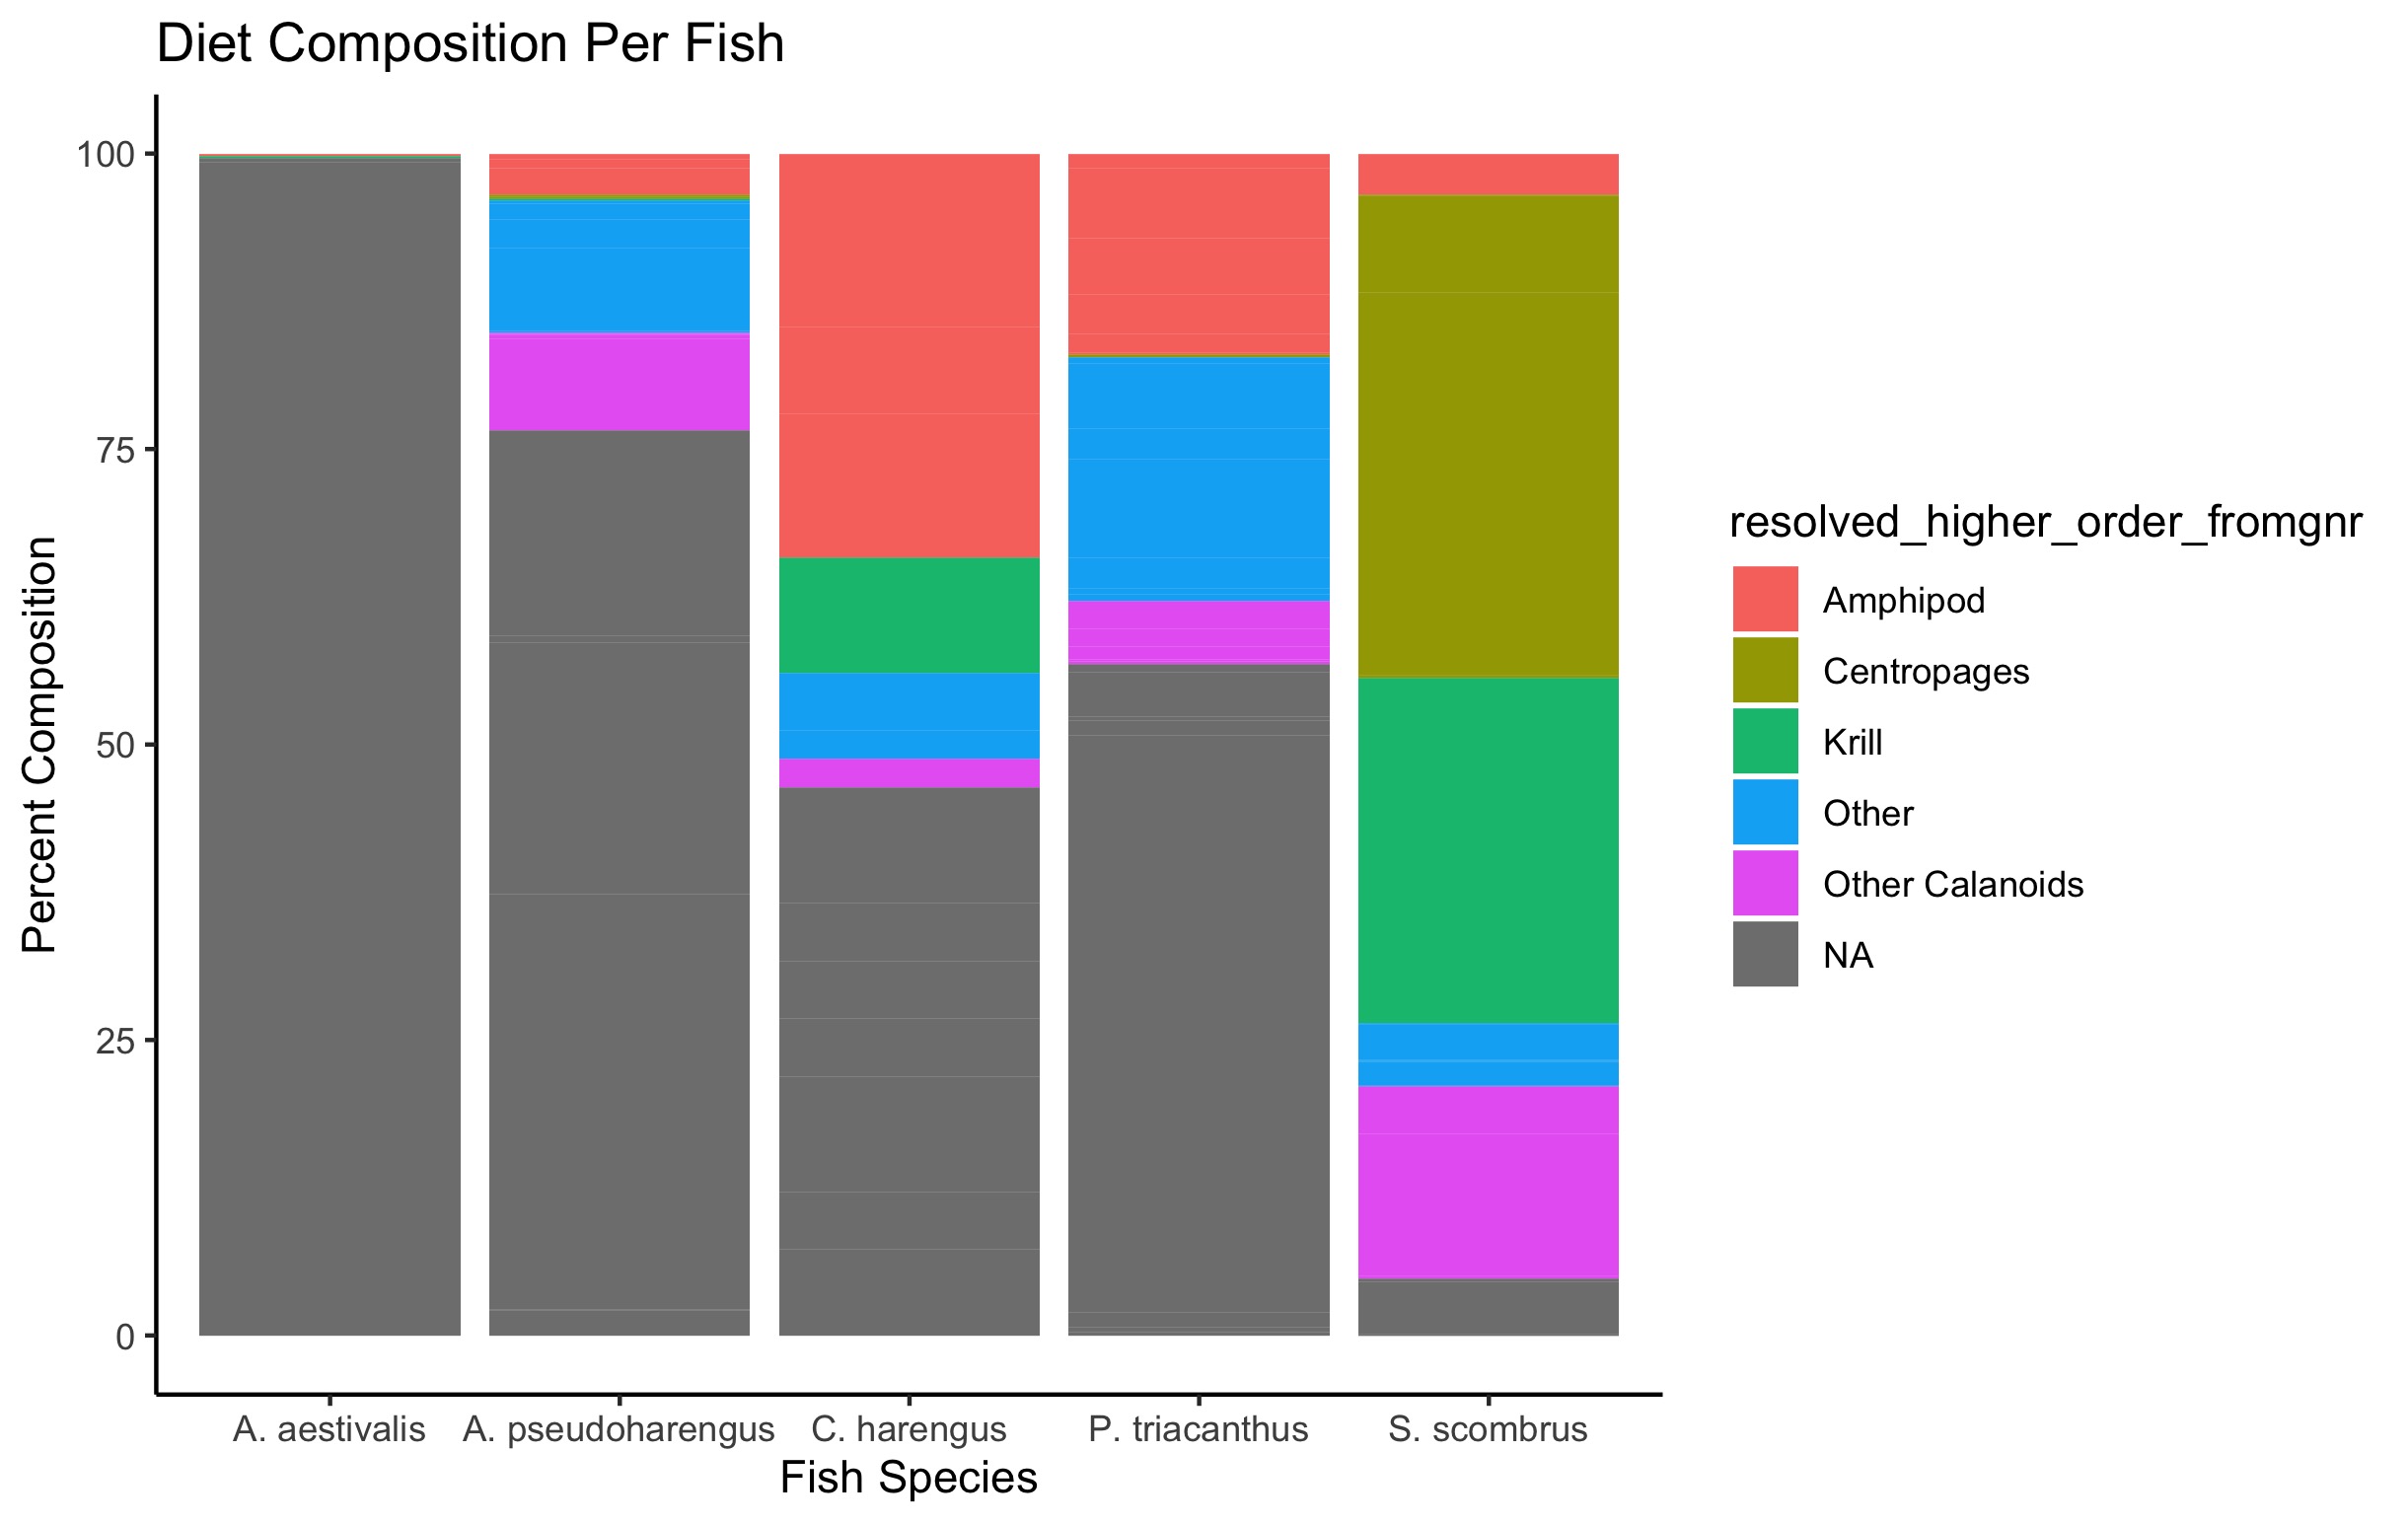 Diet Composition Per Fish
Percent Composition
100
75
50
25
0
A. aestivalis
A. pseudoharengus
C. harengus
P. triacanthus
S. scombrus
Fish Species
resolved_higher_order_fromgnr
Amphipod
Centropages
Krill
Other
Other Calanoids
NA